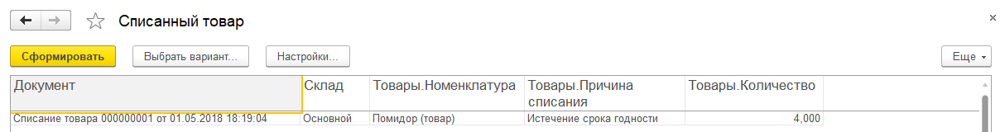 Списанный товар
Сформировать Выбрать вариант... Настройки... Еще
Документ Склад Товары.Номенклатура Товары.Причина списания Товары.Количество
Списание товара 000000001 от 01.05.2018 18:19:04 Основной Помидор (товар) Истечение срока годности 4,000